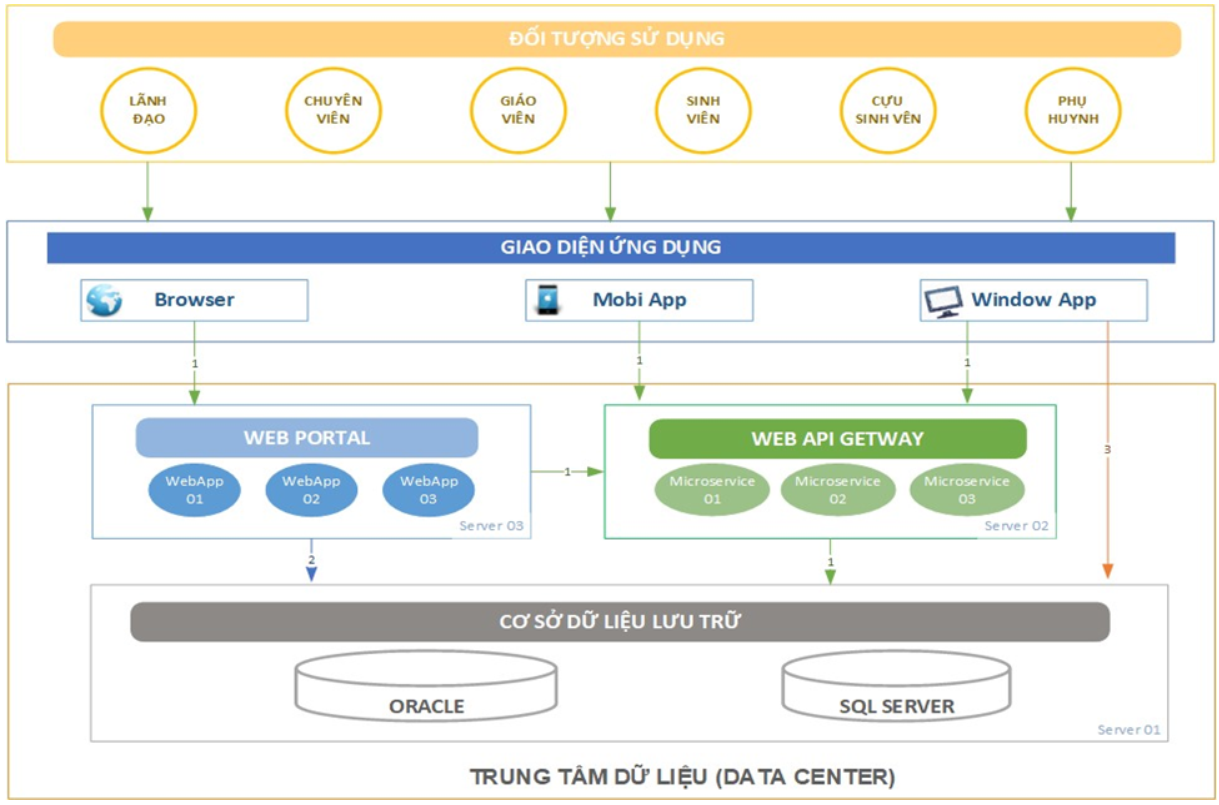 ĐỐI TƯỢNG SỬ DỤNG
LÃNH
ĐẠO
CHUYÊN
VIÊN
GIÁO
VIÊN
SINH
VIÊN
CỰU
SINH VÊN
PHỤ
HUYNH
GIAO DIỆN ỨNG DỤNG
Browser
Mobi App
Window App
1
1
1
3
WEB PORTAL
WebApp
01
WebApp
02
WebApp
03
Server 03
1
WEB API GETWAY
Microservice
01
Microservice
02
Microservice
03
Server 02
2
1
CƠ SỞ DỮ LIỆU LƯU TRỮ
ORACLE
SQL SERVER
Server 01
TRUNG TÂM DỮ LIỆU (DATA CENTER)